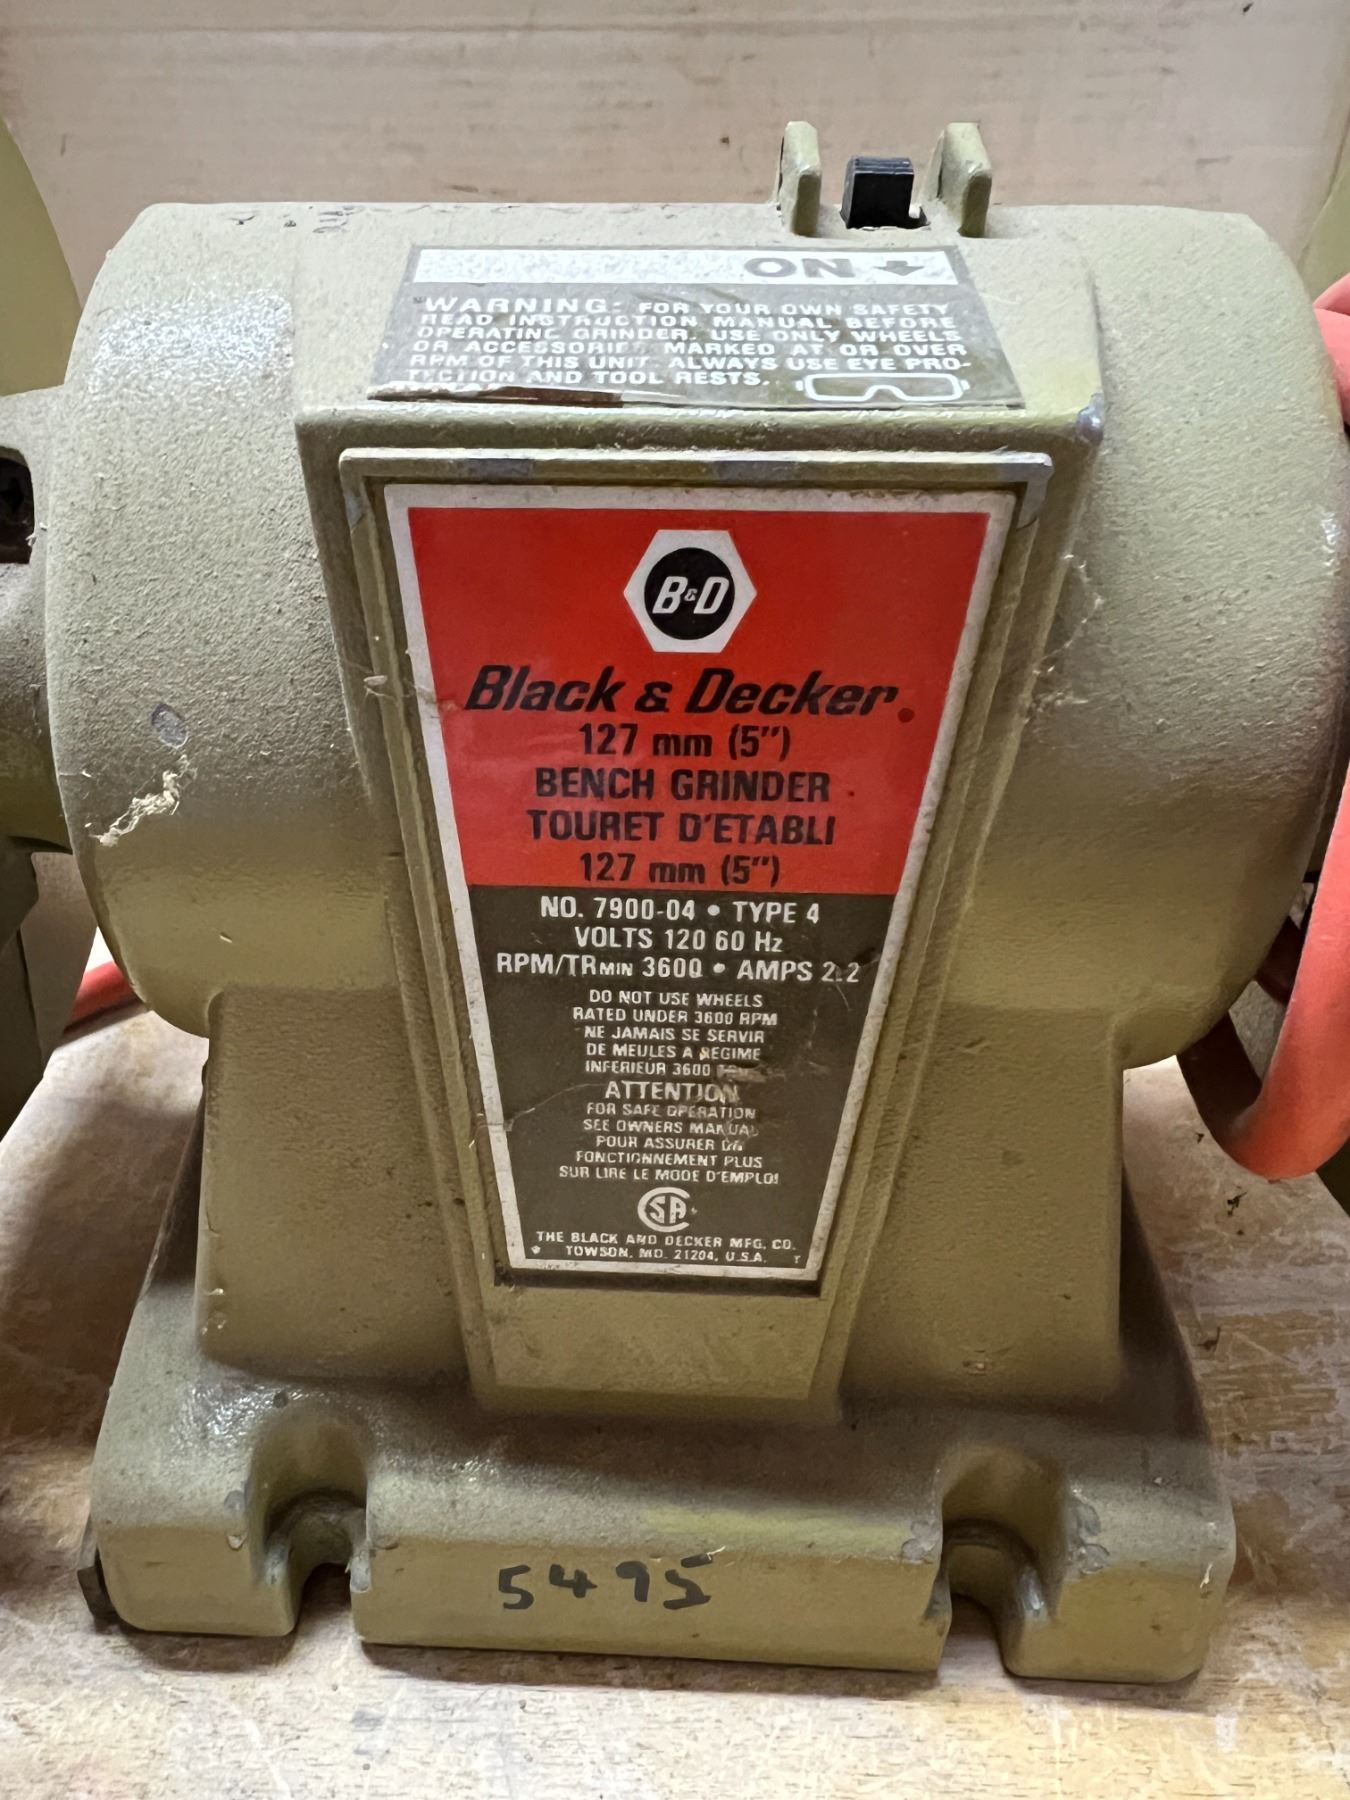 ON
WARNING: FOR YOUR OWN SAFETY
READ INSTRUCTION MANUAL BEFORE
OPERATING GRINDER. USE ONLY WHEELS
OR ACCESSORIE MARKED AT OR OVER
RPM OF THIS UNIT. ALWAYS USE EYE PRO-
TECTION AND TOOL RESTS.
B&D
Black & Decker®
127 mm (5")
BENCH GRINDER
TOURET D'ETABLI
127 mm (5")
NO. 7900-04 • TYPE 4
VOLTS 120 60 Hz
RPM/TRMIN 3600 • AMPS 2.2
DO NOT USE WHEELS
RATED UNDER 3600 RPM
NE JAMAIS SE SERVIR
DE MEULES A REGIME
INFERIEUR 3600
ATTENTION
FOR SAFE OPERATION
SEE OWNERS MANUAL
POUR ASSURER UN
FONCTIONNEMENT PLUS
SUR LIRE LE MODE D'EMPLOI
CSA
THE BLACK AND DECKER MFG. CO.
TOWSON, MD. 21204, U.S.A. T
5495